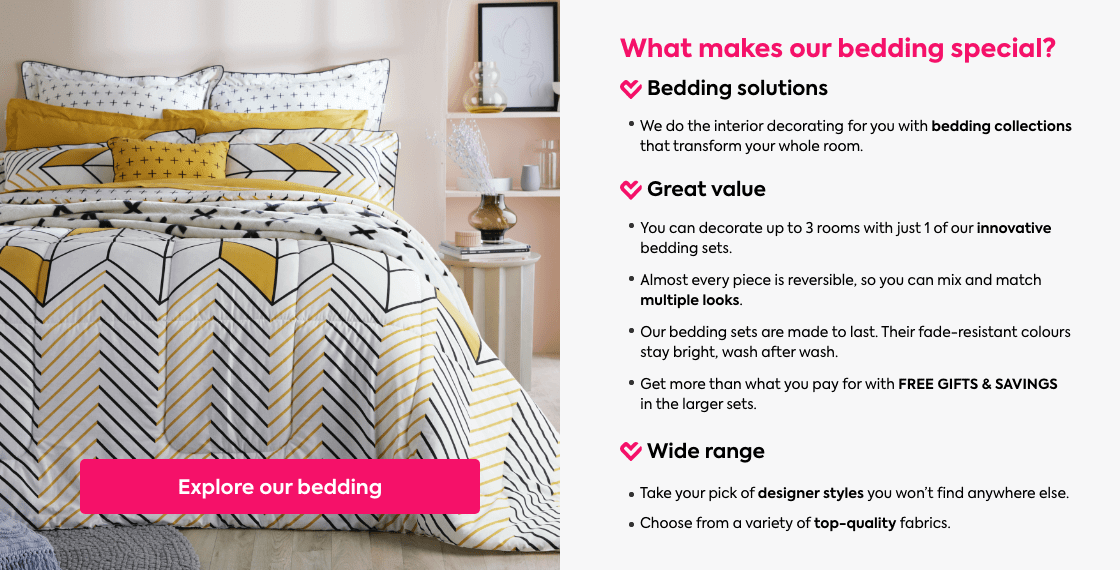 What makes our bedding special?
Bedding solutions
• We do the interior decorating for you with bedding collections
that transform your whole room.
Great value
• You can decorate up to 3 rooms with just 1 of our innovative
bedding sets.
• Almost every piece is reversible, so you can mix and match
multiple looks.
• Our bedding sets are made to last. Their fade-resistant colours
stay bright, wash after wash.
• Get more than what you pay for with FREE GIFTS & SAVINGS
in the larger sets.
Wide range
• Take your pick of designer styles you won’t find anywhere else.
• Choose from a variety of top-quality fabrics.
Explore our bedding